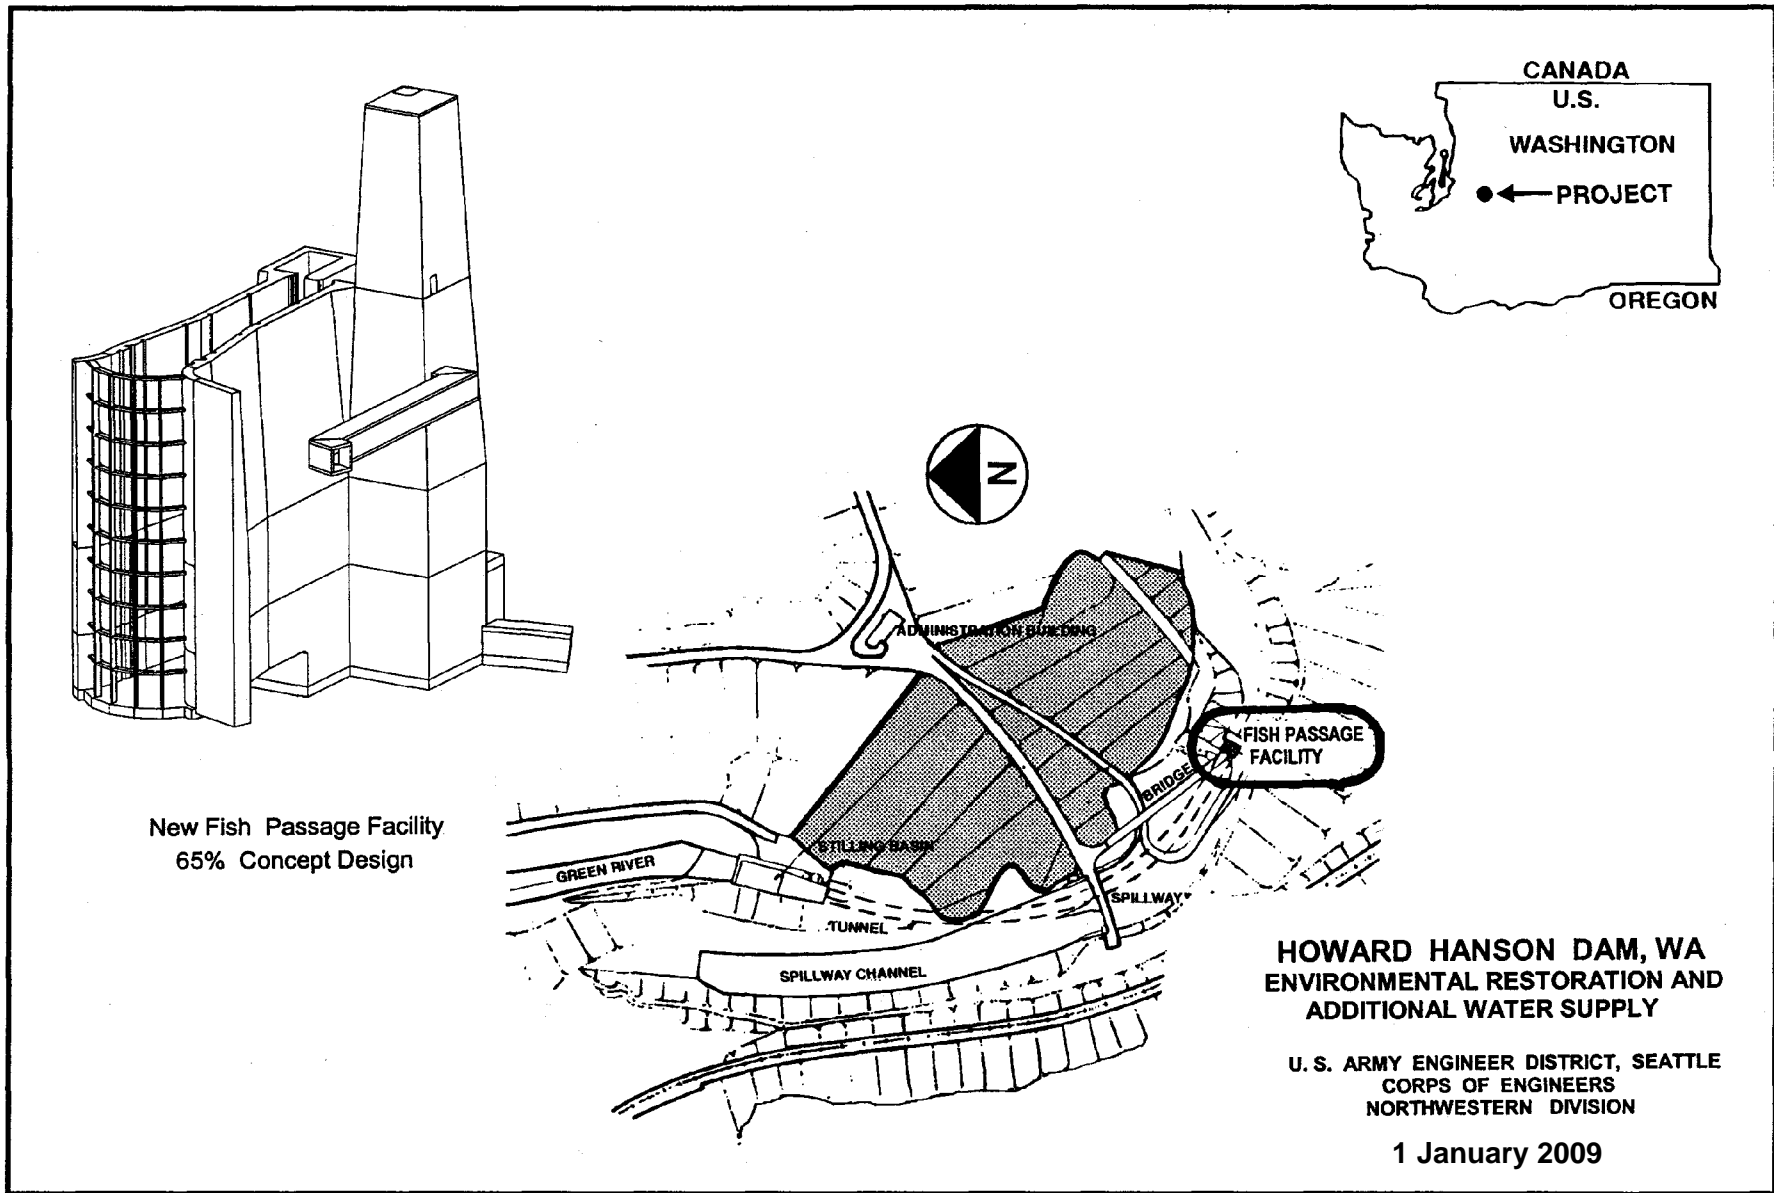 CANADA
U.S.
WASHINGTON
PROJECT
OREGON
N
ADMINISTRATION BUILDING
FISH PASSAGE
FACILITY
BRIDGE
New Fish Passage Facility
65% Concept Design
STILLING BASIN
GREEN RIVER
SPILLWAY
TUNNEL
SPILLWAY CHANNEL
HOWARD HANSON DAM, WA
ENVIRONMENTAL RESTORATION AND
ADDITIONAL WATER SUPPLY
U. S. ARMY ENGINEER DISTRICT, SEATTLE
CORPS OF ENGINEERS
NORTHWESTERN DIVISION
1 January 2009